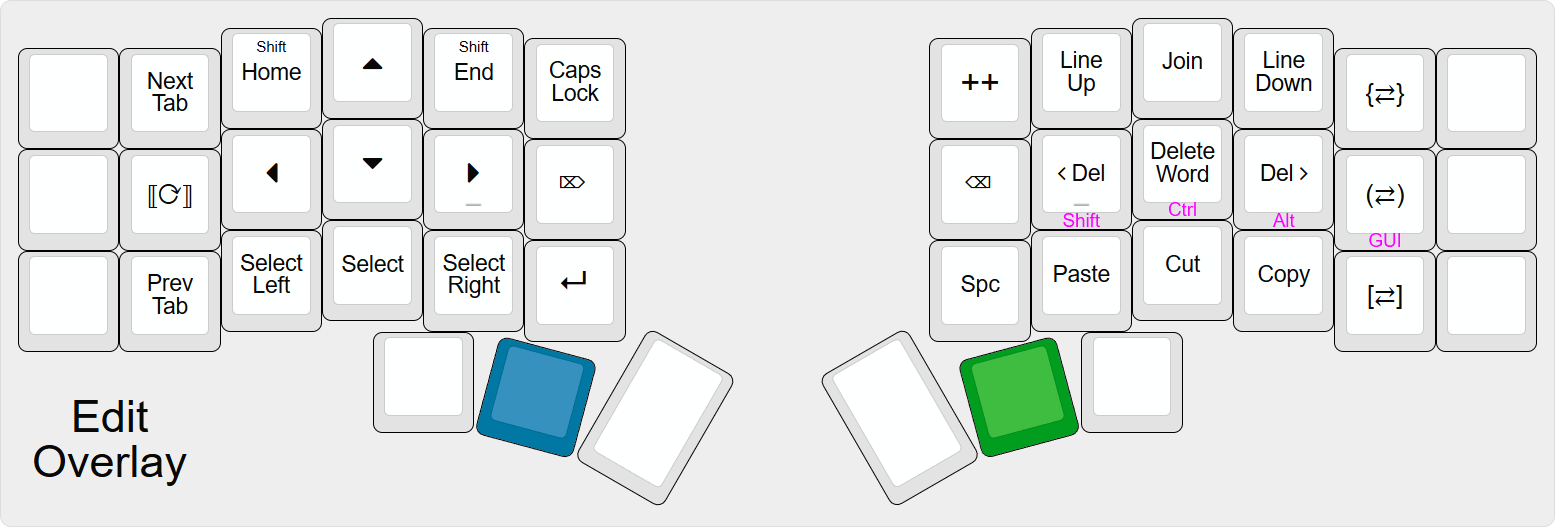 Shift
Home
Shift
End
Next
Tab
Caps
Lock
⟦⟳⟧
⌦
Prev
Tab
Select
Left
Select
Select
Right
↵
++
Line
Up
Join
Line
Down
{⇄}
⌫
< Del
Shift
Delete
Word
Ctrl
Del >
Alt
(⇄)
GUI
Spc
Paste
Cut
Copy
[⇄]
Edit
Overlay